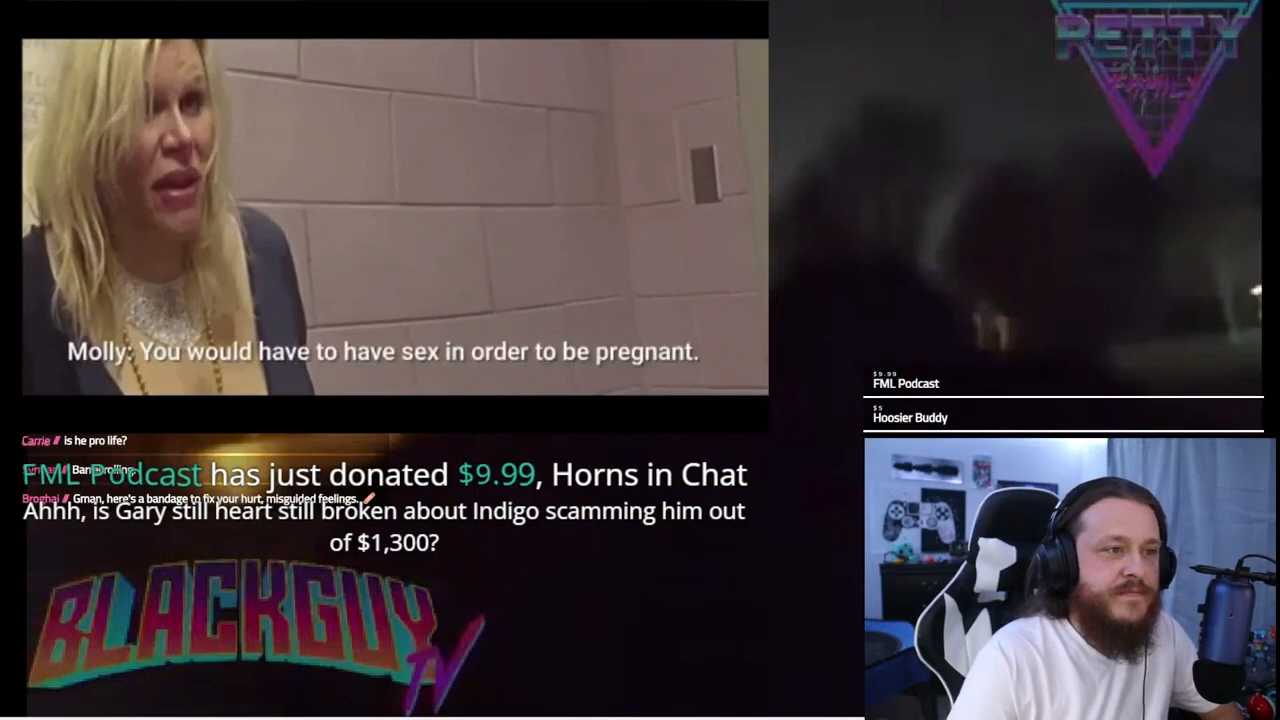 PETTY
FAMILY
Molly: You would have to have sex in order to be pregnant.
$9.99
FML Podcast
$5
Hoosier Buddy
Carrie // Is he pro life?
FML Podcast has just donated $9.99, Horns in Chat
Broghai // Gman, here's a bandage to fix your hurt, misguided feelings.
Ahhh, is Gary still heart still broken about Indigo scamming him out
of $1,300?
BLACKGUY
TV